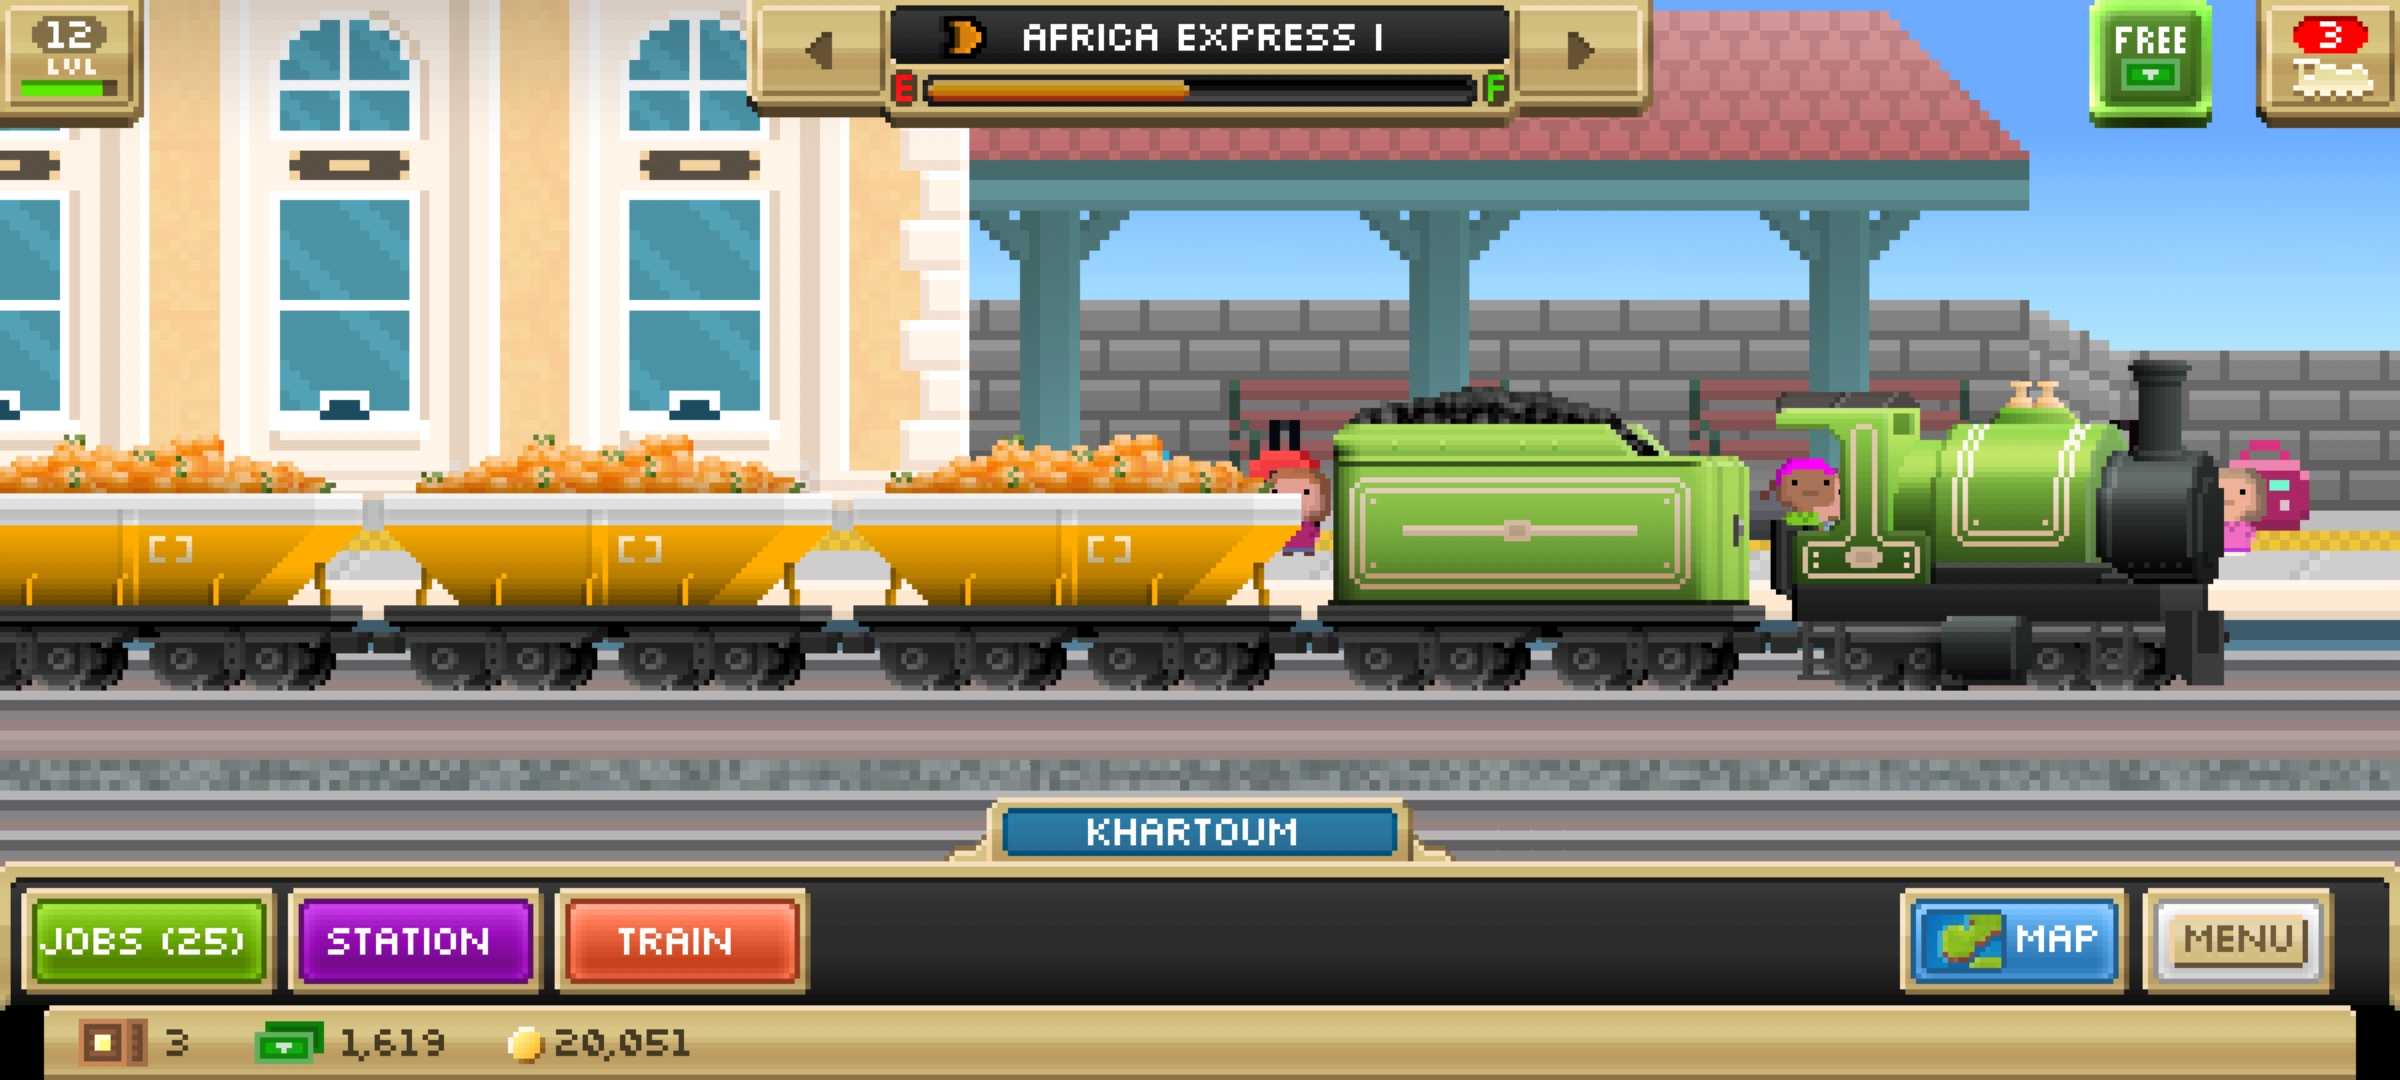 12
LVL
AFRICA EXPRESS I
E
F
FREE
3
KHARTOUM
JOBS (25)
STATION
TRAIN
MAP
MENU
3
1,619
20,051